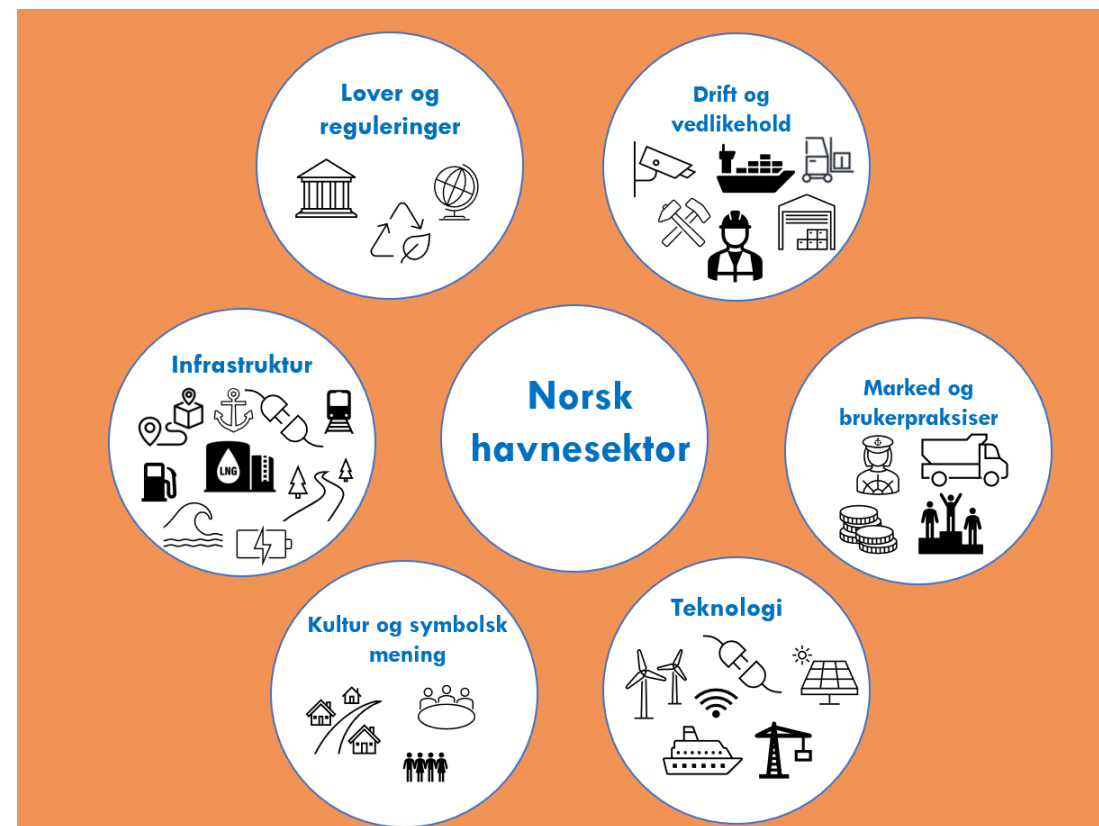 Lover og
reguleringer
Drift og
vedlikehold
Infrastruktur
LNG
Norsk
havnesektor
Marked og
brukerpraksiser
Kultur og symbolsk
mening
Teknologi